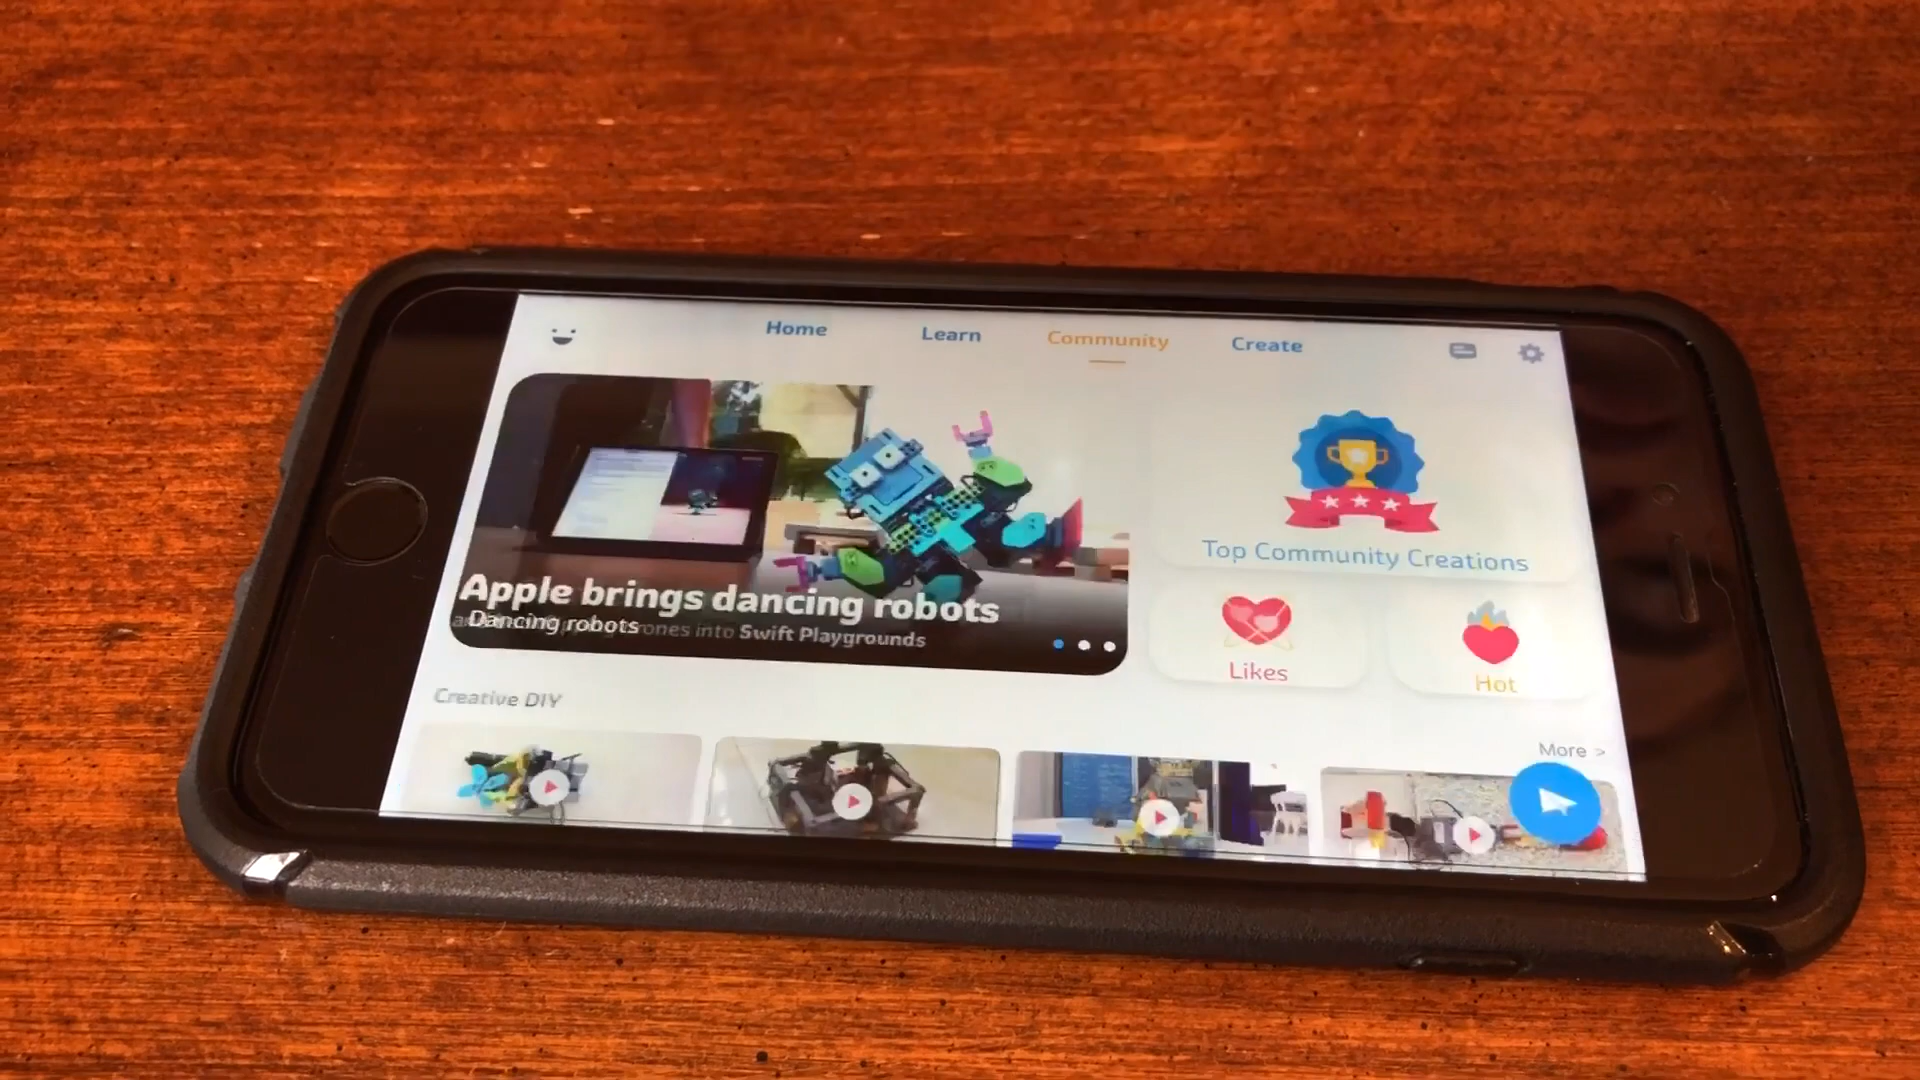 Home Learn Community Create
Apple brings dancing robots
Dancing robots
into Swift Playgrounds
Top Community Creations
Likes
Hot
Creative DIY
More >